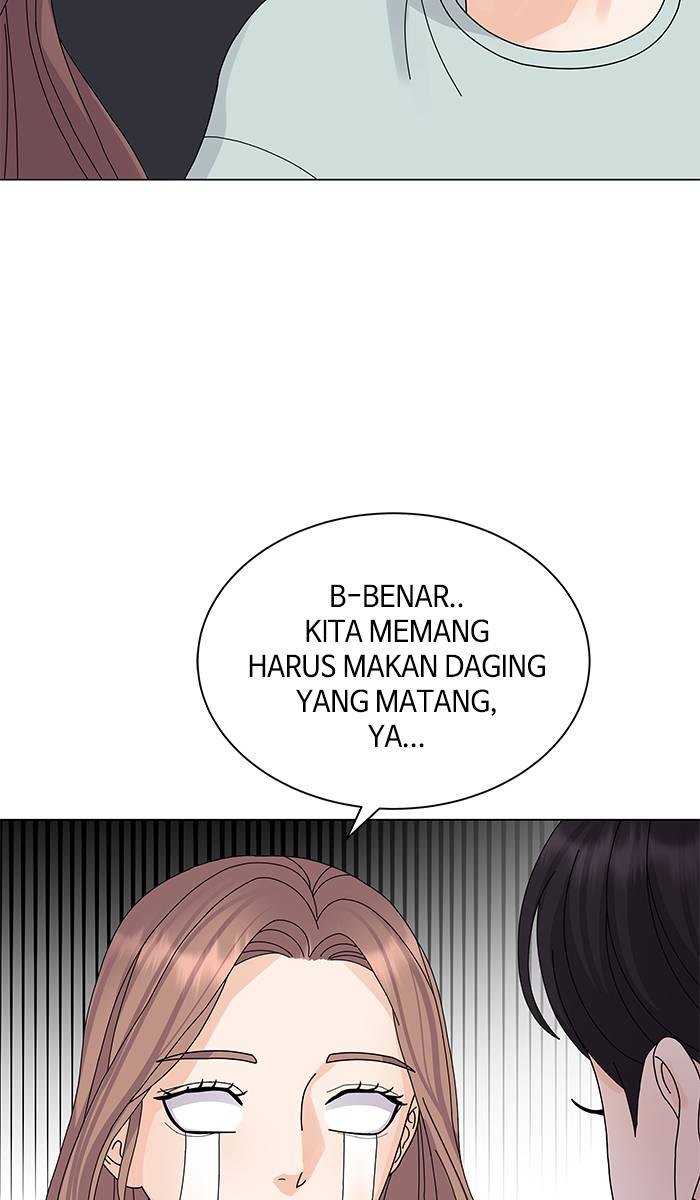 B-BENAR..
KITA MEMANG
HARUS MAKAN DAGING
YANG MATANG,
YA...